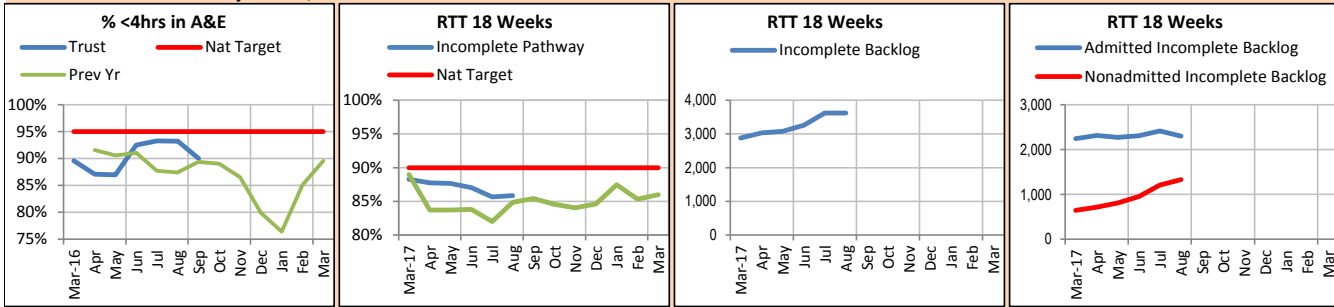 % <4hrs in A&E
Trust
Nat Target
Prev Yr
100%
95%
90%
85%
80%
75%
Mar-16
Apr
May
Jun
Jul
Aug
Sep
Oct
Nov
Dec
Jan
Feb
Mar
RTT 18 Weeks
Incomplete Pathway
Nat Target
100%
95%
90%
85%
80%
Mar-17
Apr
May
Jun
Jul
Aug
Sep
Oct
Nov
Dec
Jan
Feb
Mar
RTT 18 Weeks
Incomplete Backlog
4,000
3,000
2,000
1,000
0
Mar-17
Apr
May
Jun
Jul
Aug
Sep
Oct
Nov
Dec
Jan
Feb
Mar
RTT 18 Weeks
Admitted Incomplete Backlog
Nonadmitted Incomplete Backlog
3,000
2,000
1,000
0
Mar-17
Apr
May
Jun
Jul
Aug
Sep
Oct
Nov
Dec
Jan
Feb
Mar